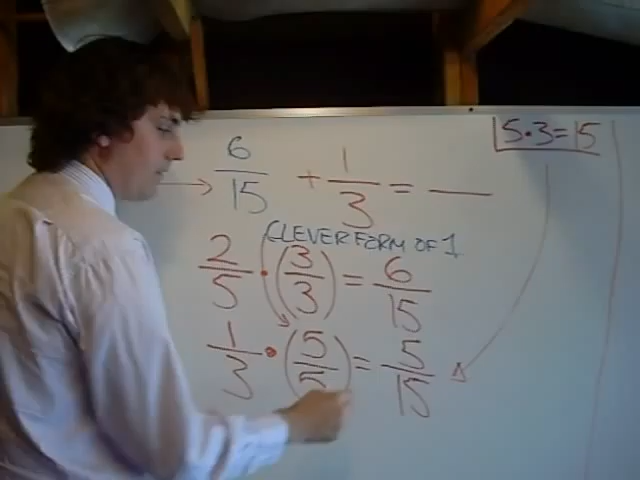 5·3=15
6/15 + 1/3 = __
CLEVER FORM OF 1
2/5 · (3/3) = 6/15
1/3 · (5/5) = 5/15